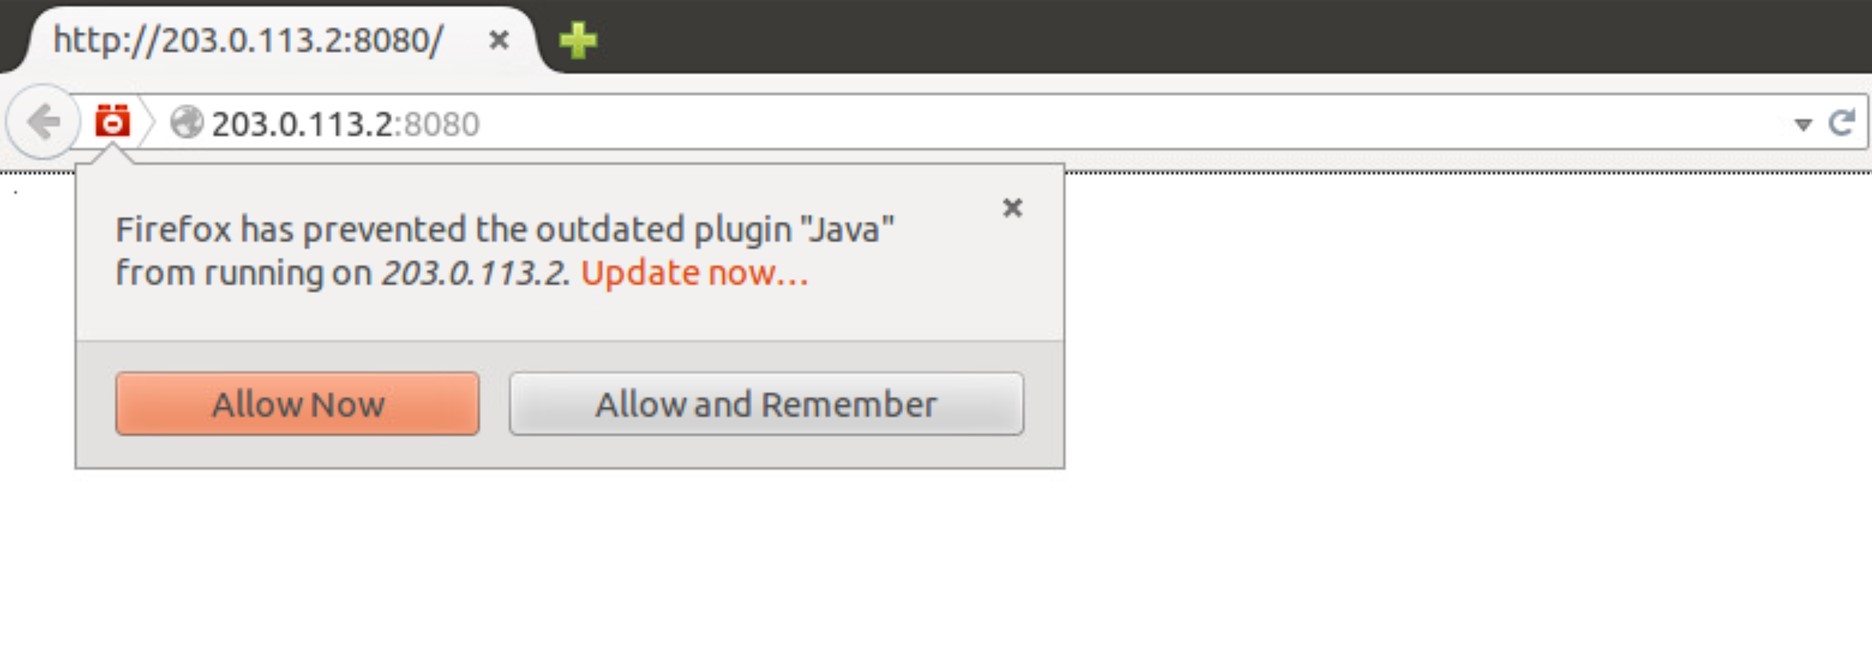 http://203.0.113.2:8080/
203.0.113.2:8080
Firefox has prevented the outdated plugin "Java"
from running on 203.0.113.2. Update now...
Allow Now Allow and Remember